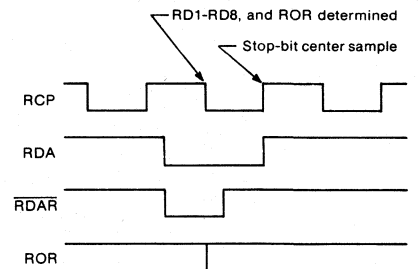 RD1-RD8, and ROR determined
Stop-bit center sample
RCP
RDA
RDAR
ROR